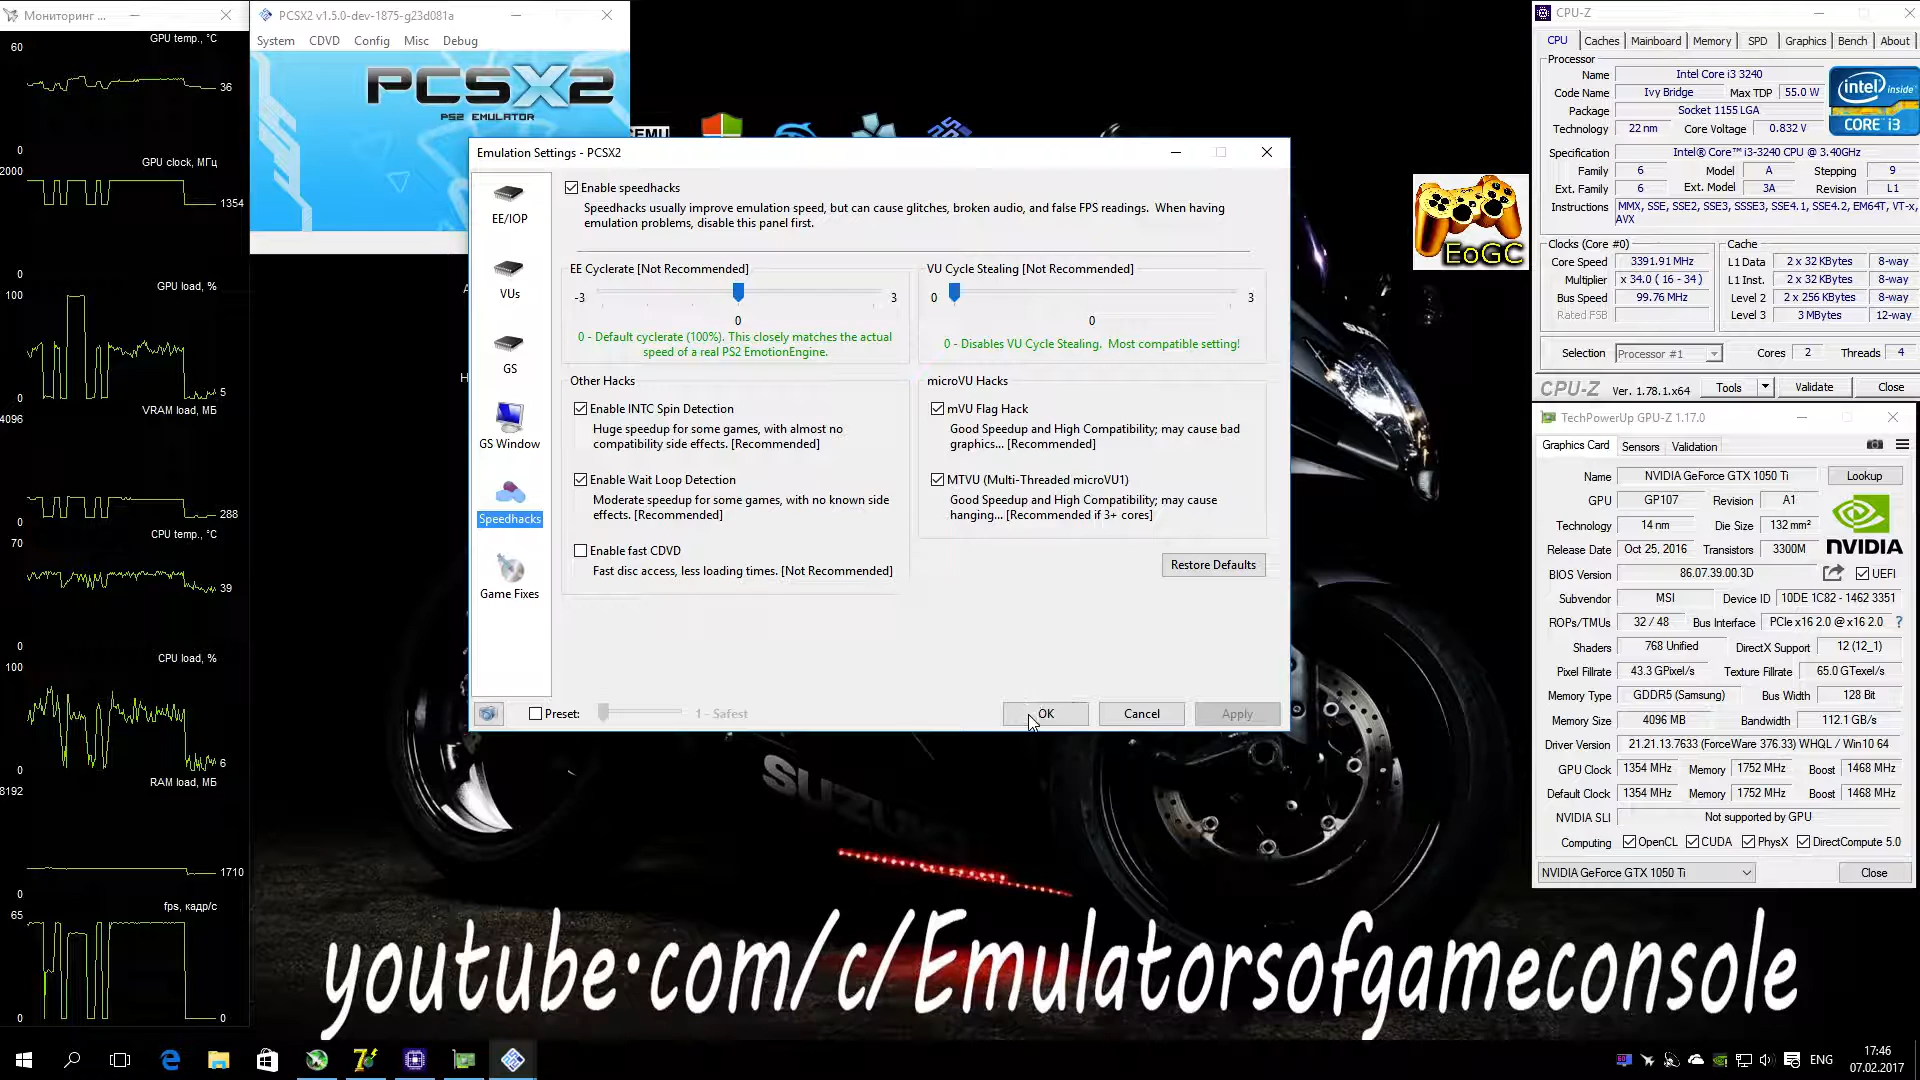 Мониторинг ...
GPU temp., °C
60
36
0
GPU clock, МГц
2000
1354
0
GPU load, %
100
5
0
VRAM load, МБ
4096
288
0
CPU temp., °C
70
39
0
CPU load, %
100
6
0
RAM load, МБ
8192
1710
0
fps, кадр/с
65
0
0
PCSX2 v1.5.0-dev-1875-g23d081a
System CDVD Config Misc Debug
PCSX2
PS2 EMULATOR
Emulation Settings - PCSX2
EE/IOP
VUs
GS
GS Window
Speedhacks
Game Fixes
Enable speedhacks
Speedhacks usually improve emulation speed, but can cause glitches, broken audio, and false FPS readings. When having
emulation problems, disable this panel first.
EE Cyclerate [Not Recommended]
-3 3
0
0 - Default cyclerate (100%). This closely matches the actual
speed of a real PS2 EmotionEngine.
VU Cycle Stealing [Not Recommended]
0 3
0
0 - Disables VU Cycle Stealing. Most compatible setting!
Other Hacks
Enable INTC Spin Detection
Huge speedup for some games, with almost no
compatibility side effects. [Recommended]
Enable Wait Loop Detection
Moderate speedup for some games, with no known side
effects. [Recommended]
Enable fast CDVD
Fast disc access, less loading times. [Not Recommended]
microVU Hacks
mVU Flag Hack
Good Speedup and High Compatibility; may cause bad
graphics... [Recommended]
MTVU (Multi-Threaded microVU1)
Good Speedup and High Compatibility; may cause
hanging... [Recommended if 3+ cores]
Restore Defaults
Preset: 1 - Safest
OK Cancel Apply
EoGC
CPU-Z
CPU Caches Mainboard Memory SPD Graphics Bench About
Processor
Name Intel Core i3 3240
Code Name Ivy Bridge Max TDP 55.0 W
Package Socket 1155 LGA
Technology 22 nm Core Voltage 0.832 V
intel inside™
CORE i3
Specification Intel® Core™ i3-3240 CPU @ 3.40GHz
Family 6 Model A Stepping 9
Ext. Family 6 Ext. Model 3A Revision L1
Instructions MMX, SSE, SSE2, SSE3, SSSE3, SSE4.1, SSE4.2, EM64T, VT-x,
AVX
Clocks (Core #0)
Core Speed 3391.91 MHz
Multiplier x 34.0 ( 16 - 34 )
Bus Speed 99.76 MHz
Rated FSB
Cache
L1 Data 2 x 32 KBytes 8-way
L1 Inst. 2 x 32 KBytes 8-way
Level 2 2 x 256 KBytes 8-way
Level 3 3 MBytes 12-way
Selection Processor #1 Cores 2 Threads 4
CPU-Z Ver. 1.78.1.x64 Tools Validate Close
TechPowerUp GPU-Z 1.17.0
Graphics Card Sensors Validation
Name NVIDIA GeForce GTX 1050 Ti Lookup
GPU GP107 Revision A1
Technology 14 nm Die Size 132 mm²
Release Date Oct 25, 2016 Transistors 3300M
NVIDIA
BIOS Version 86.07.39.00.3D UEFI
Subvendor MSI Device ID 10DE 1C82 - 1462 3351
ROPs/TMUs 32 / 48 Bus Interface PCIe x16 2.0 @ x16 2.0 ?
Shaders 768 Unified DirectX Support 12 (12_1)
Pixel Fillrate 43.3 GPixel/s Texture Fillrate 65.0 GTexel/s
Memory Type GDDR5 (Samsung) Bus Width 128 Bit
Memory Size 4096 MB Bandwidth 112.1 GB/s
Driver Version 21.21.13.7633 (ForceWare 376.33) WHQL / Win10 64
GPU Clock 1354 MHz Memory 1752 MHz Boost 1468 MHz
Default Clock 1354 MHz Memory 1752 MHz Boost 1468 MHz
NVIDIA SLI Not supported by GPU
Computing OpenCL CUDA PhysX DirectCompute 5.0
NVIDIA GeForce GTX 1050 Ti Close
SUZUKI
youtube.com/c/Emulatorsofgameconsole
ENG
17:46
07.02.2017